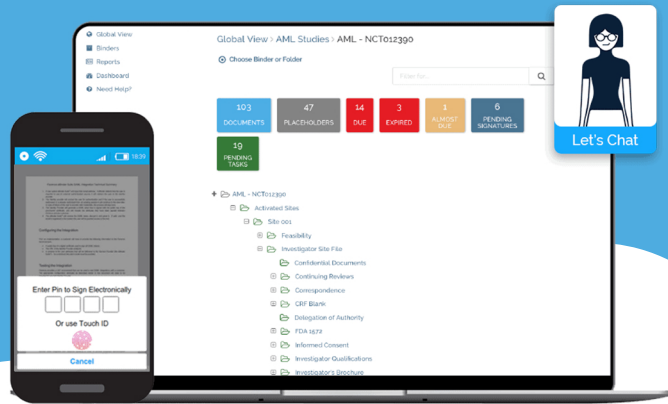 Global View
Binders
Reports
Dashboard
Need Help?
Global View > AML Studies > AML - NCT012390
Choose Binder or Folder
Filter for...
103
DOCUMENTS
47
PLACEHOLDERS
14
DUE
3
EXPIRED
1
ALMOST
DUE
6
PENDING
SIGNATURES
19
PENDING
TASKS
AML - NCT012390
Activated Sites
Site 001
Feasibility
Investigator Site File
Confidential Documents
Continuing Reviews
Correspondence
CRF Blank
Delegation of Authority
FDA 1572
Informed Consent
Investigator Qualifications
Investigator's Brochure
Let's Chat
18:39
Configuring the Integration
Enter Pin to Sign Electronically
Or use Touch ID
Cancel